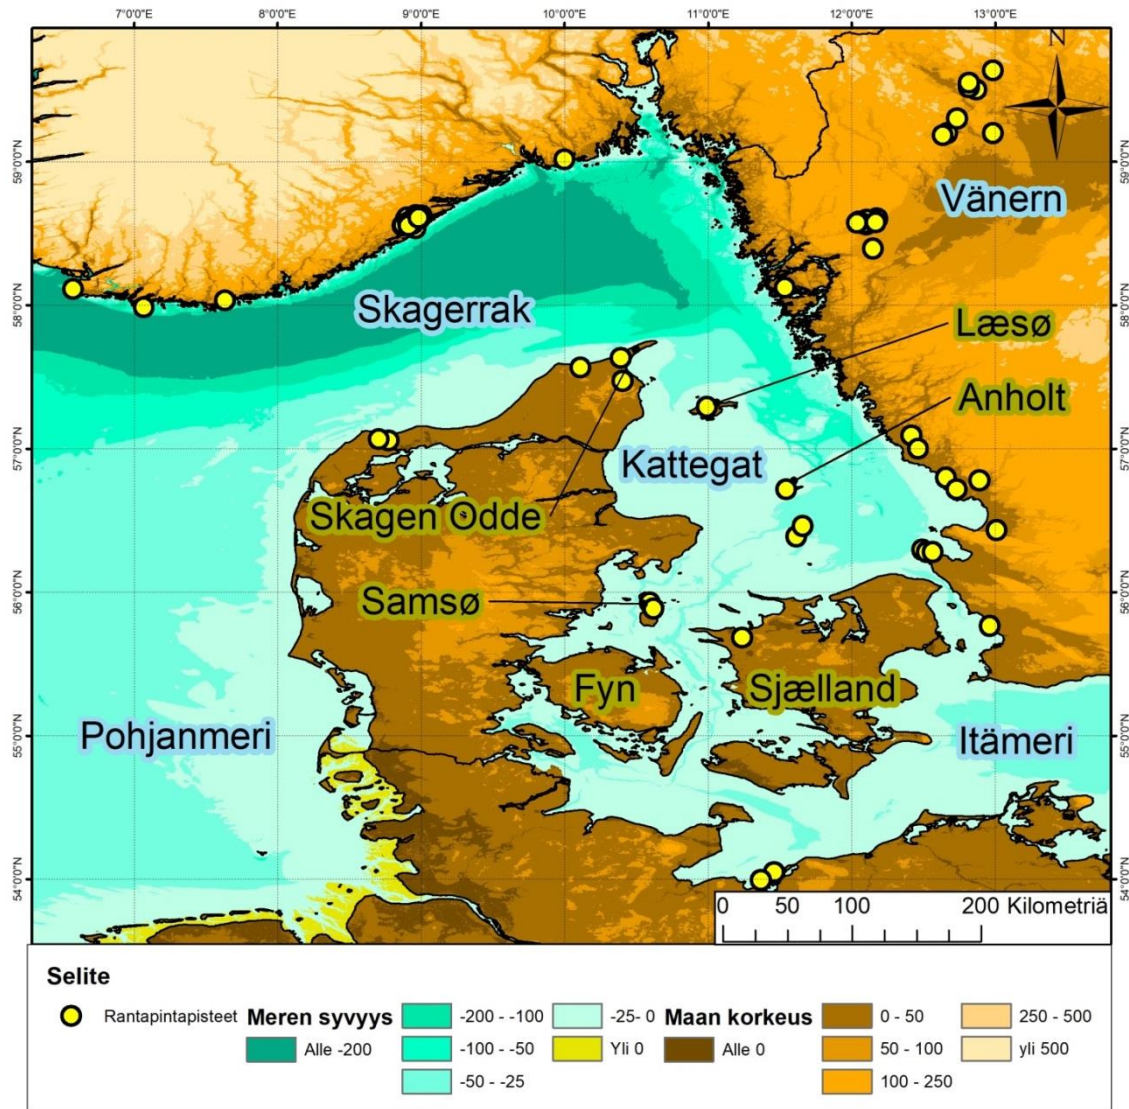 7°0'0"E 8°0'0"E 9°0'0"E 10°0'0"E 11°0'0"E 12°0'0"E 13°0'0"E
N
59°0'0"N 59°0'0"N
Vänern
58°0'0"N 58°0'0"N
Skagerrak
Læsø
Anholt
57°0'0"N 57°0'0"N
Kattegat
Skagen Odde
56°0'0"N 56°0'0"N
Samsø
Fyn
Sjælland
Pohjanmeri
Itämeri
55°0'0"N 55°0'0"N
54°0'0"N 54°0'0"N
0 50 100 200 Kilometriä
Selite
Rantapintapisteet
Meren syvyys
Alle -200
-200 - -100
-100 - -50
-50 - -25
-25- 0
Yli 0
Maan korkeus
Alle 0
0 - 50
50 - 100
100 - 250
250 - 500
yli 500